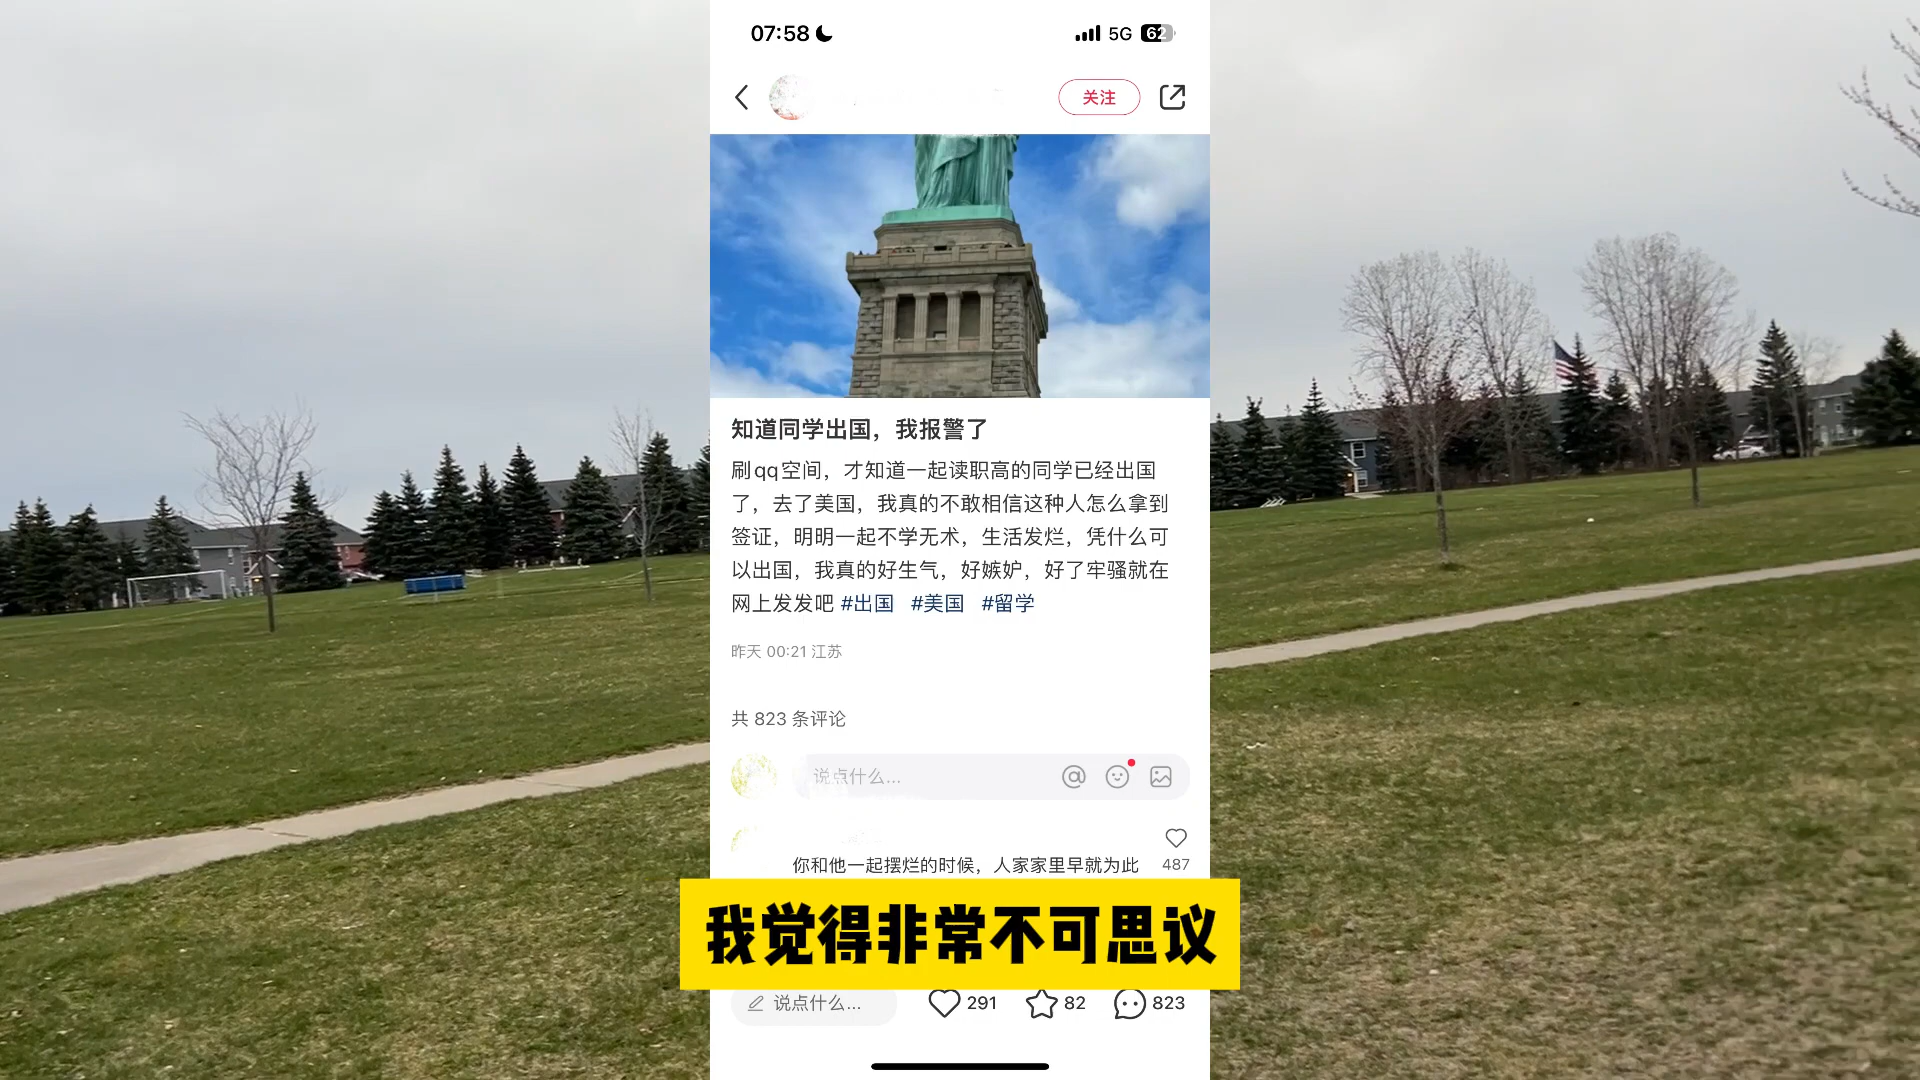 07:58
5G 62
关注
知道同学出国，我报警了
刷qq空间，才知道一起读职高的同学已经出国
了，去了美国，我真的不敢相信这种人怎么拿到
签证，明明一起不学无术，生活发烂，凭什么可
以出国，我真的好生气，好嫉妒，好了牢骚就在
网上发发吧 #出国 #美国 #留学
昨天 00:21 江苏
共 823 条评论
说点什么...
你和他一起摆烂的时候，人家家里早就为此
487
我觉得非常不可思议
说点什么...
291
82
823